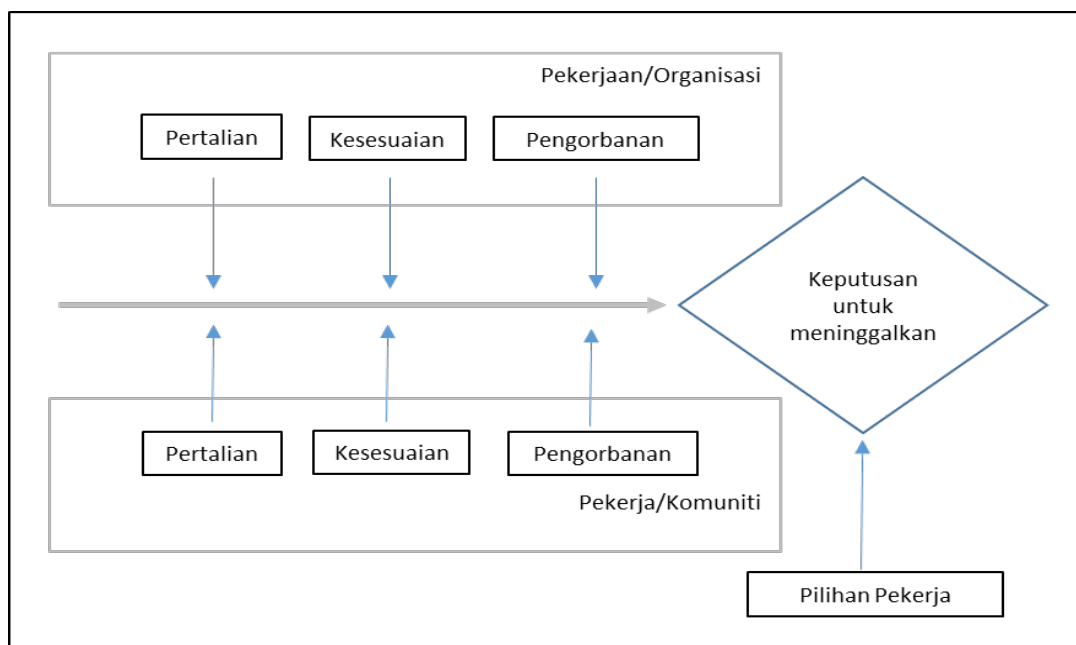 Pekerjaan/Organisasi
Pertalian
Kesesuaian
Pengorbanan
Keputusan
untuk
meninggalkan
Pertalian
Kesesuaian
Pengorbanan
Pekerja/Komuniti
Pilihan Pekerja